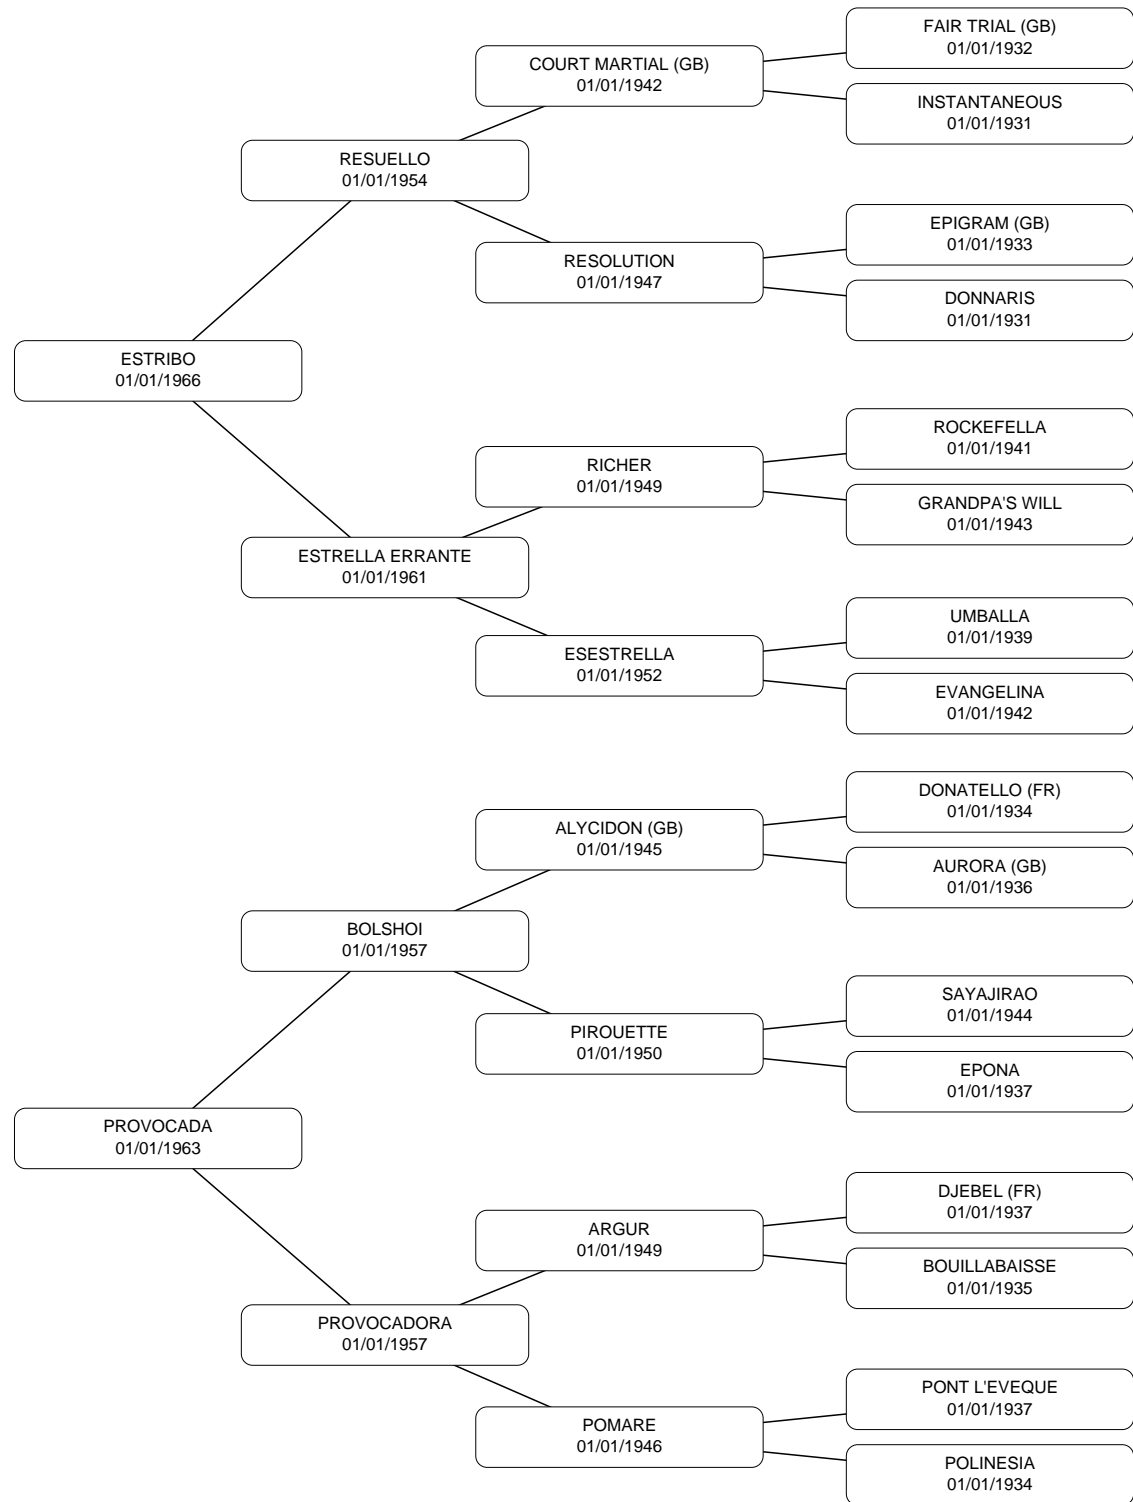 FAIR TRIAL (GB)
01/01/1932
COURT MARTIAL (GB)
01/01/1942
INSTANTANEOUS
01/01/1931
RESUELLO
01/01/1954
EPIGRAM (GB)
01/01/1933
RESOLUTION
01/01/1947
DONNARIS
01/01/1931
ESTRIBO
01/01/1966
ROCKEFELLA
01/01/1941
RICHER
01/01/1949
GRANDPA'S WILL
01/01/1943
ESTRELLA ERRANTE
01/01/1961
UMBALLA
01/01/1939
ESESTRELLA
01/01/1952
EVANGELINA
01/01/1942
DONATELLO (FR)
01/01/1934
ALYCIDON (GB)
01/01/1945
AURORA (GB)
01/01/1936
BOLSHOI
01/01/1957
SAYAJIRAO
01/01/1944
PIROUETTE
01/01/1950
EPONA
01/01/1937
PROVOCADA
01/01/1963
DJEBEL (FR)
01/01/1937
ARGUR
01/01/1949
BOUILLABAISSE
01/01/1935
PROVOCADORA
01/01/1957
PONT L'EVEQUE
01/01/1937
POMARE
01/01/1946
POLINESIA
01/01/1934